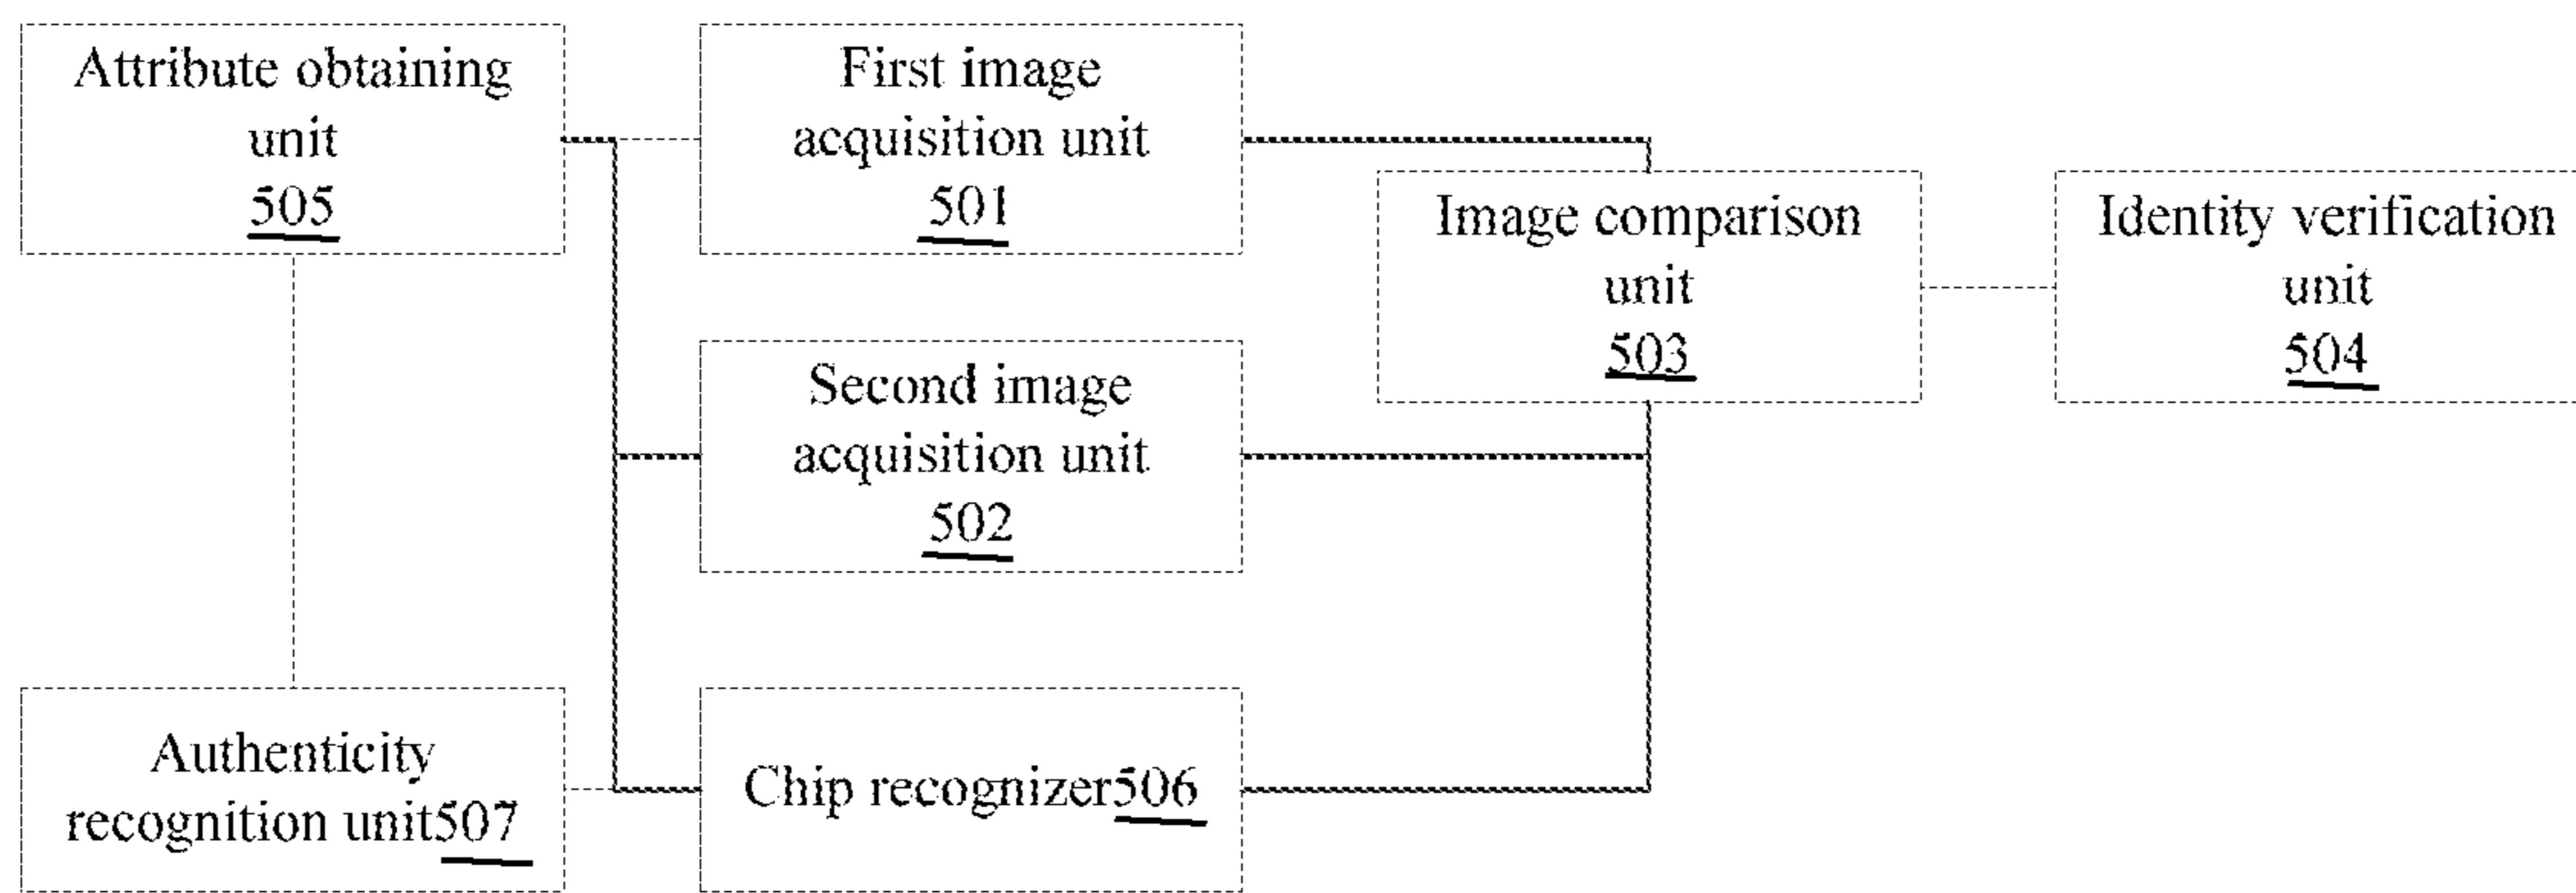 Attribute obtaining
unit
505
First image
acquisition unit
501
Second image
acquisition unit
502
Image comparison
unit
503
Identity verification
unit
504
Authenticity
recognition unit507
Chip recognizer506